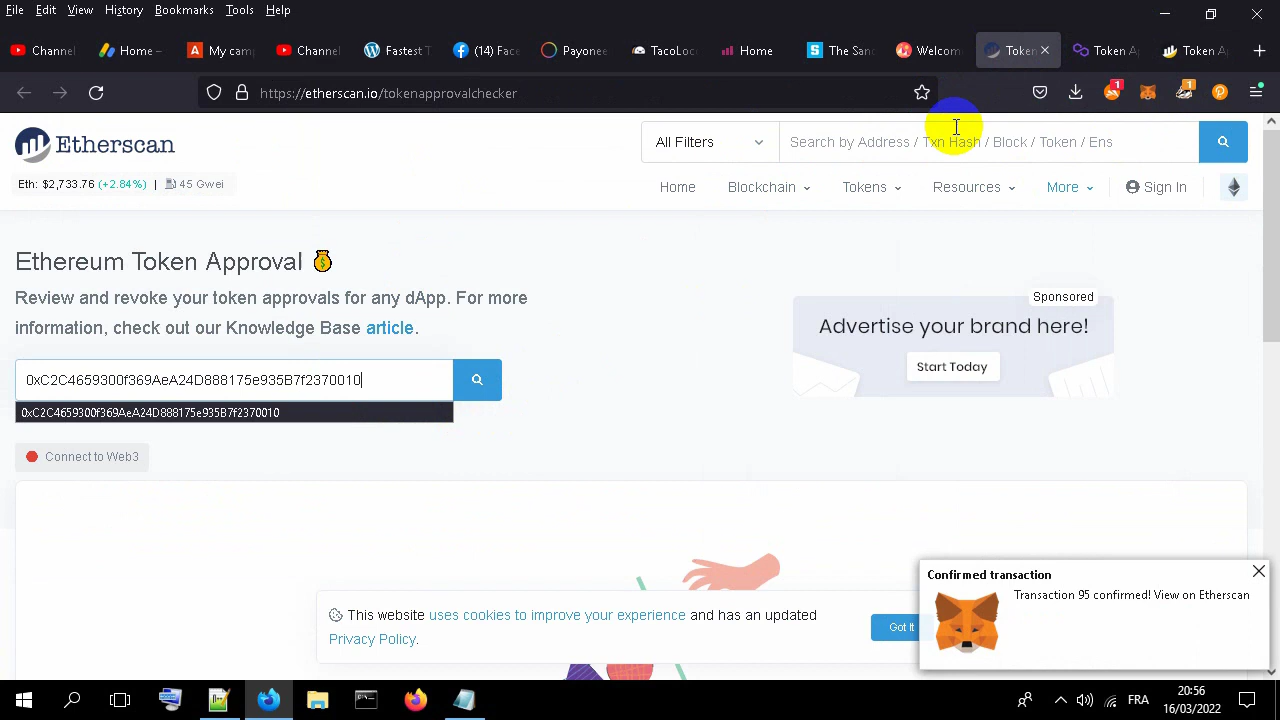 File Edit View History Bookmarks Tools Help
Channel
Home –
My cam
Channel
Fastest T
(14) Face
Payonee
TacoLoc
Home
The San
Welcom
Token
Token Ap
Token Ap
https://etherscan.io/tokenapprovalchecker
1
1
Etherscan
All Filters
Search by Address / Txn Hash / Block / Token / Ens
Eth: $2,733.76 (+2.84%) | 45 Gwei
Home Blockchain Tokens Resources More Sign In
Ethereum Token Approval
Review and revoke your token approvals for any dApp. For more
information, check out our Knowledge Base article.
Sponsored
Advertise your brand here!
Start Today
0xC2C4659300f369AeA24D888175e935B7f2370010
0xC2C4659300f369AeA24D888175e935B7f2370010
Connect to Web3
This website uses cookies to improve your experience and has an updated
Privacy Policy.
Got It
Confirmed transaction
Transaction 95 confirmed! View on Etherscan
FRA
20:56
16/03/2022